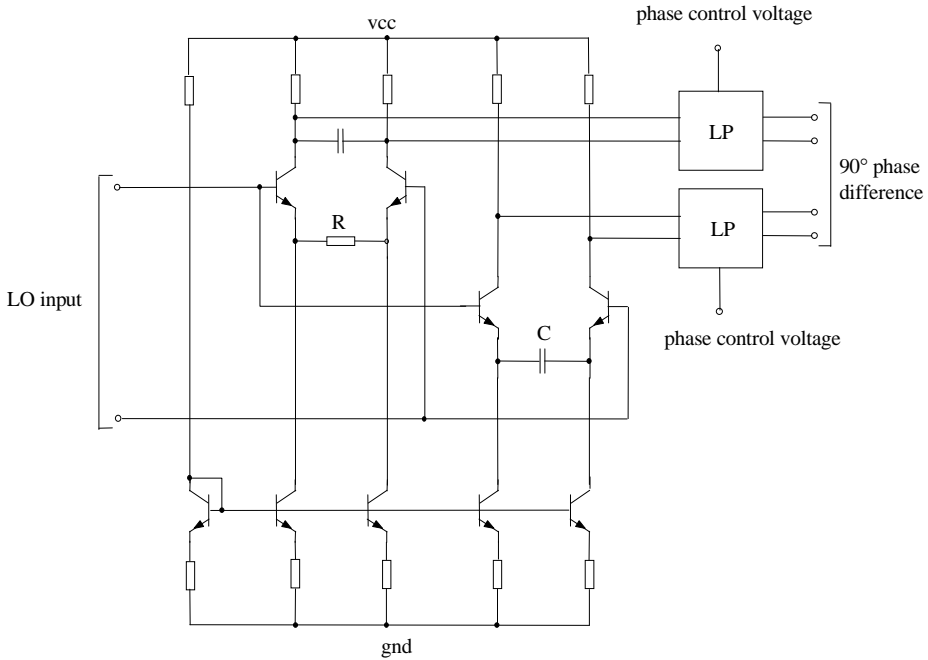 phase control voltage
vcc
LP
90° phase
difference
R
LP
LO input
C
phase control voltage
gnd